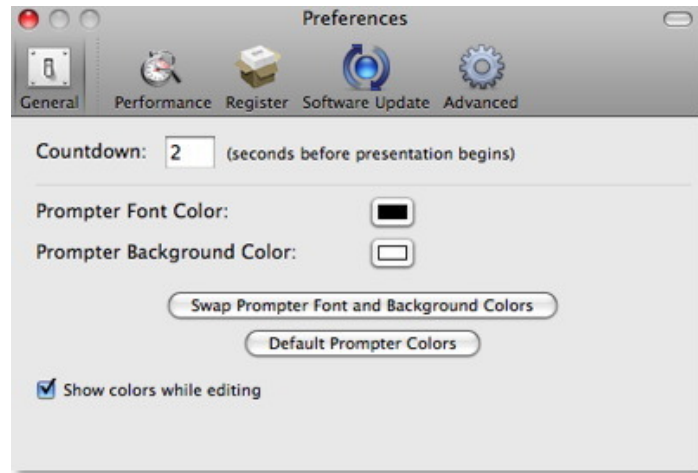 Preferences
General Performance Register Software Update Advanced
Countdown: 2 (seconds before presentation begins)
Prompter Font Color:
Prompter Background Color:
Swap Prompter Font and Background Colors
Default Prompter Colors
Show colors while editing